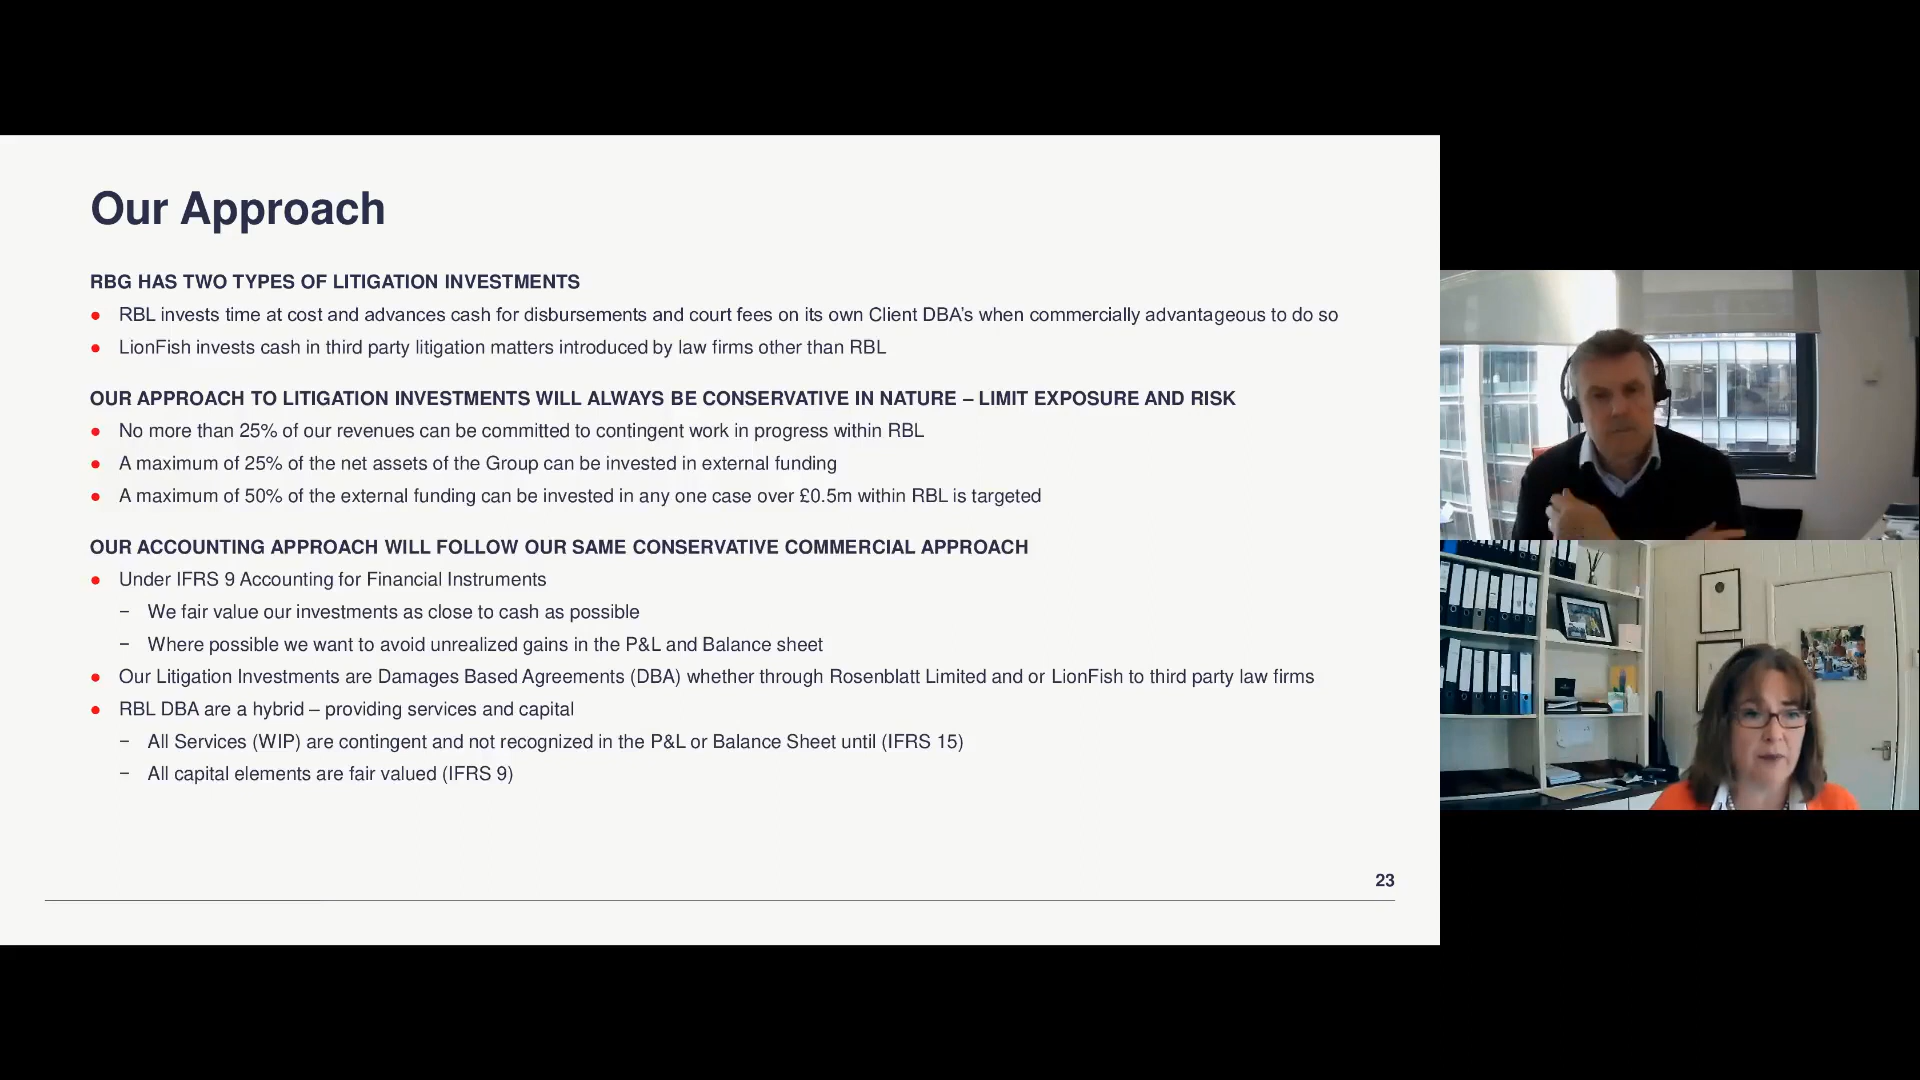 Our Approach
RBG HAS TWO TYPES OF LITIGATION INVESTMENTS
● RBL invests time at cost and advances cash for disbursements and court fees on its own Client DBA's when commercially advantageous to do so
● LionFish invests cash in third party litigation matters introduced by law firms other than RBL
OUR APPROACH TO LITIGATION INVESTMENTS WILL ALWAYS BE CONSERVATIVE IN NATURE – LIMIT EXPOSURE AND RISK
● No more than 25% of our revenues can be committed to contingent work in progress within RBL
● A maximum of 25% of the net assets of the Group can be invested in external funding
● A maximum of 50% of the external funding can be invested in any one case over £0.5m within RBL is targeted
OUR ACCOUNTING APPROACH WILL FOLLOW OUR SAME CONSERVATIVE COMMERCIAL APPROACH
● Under IFRS 9 Accounting for Financial Instruments
– We fair value our investments as close to cash as possible
– Where possible we want to avoid unrealized gains in the P&L and Balance sheet
● Our Litigation Investments are Damages Based Agreements (DBA) whether through Rosenblatt Limited and or LionFish to third party law firms
● RBL DBA are a hybrid – providing services and capital
– All Services (WIP) are contingent and not recognized in the P&L or Balance Sheet until (IFRS 15)
– All capital elements are fair valued (IFRS 9)
23